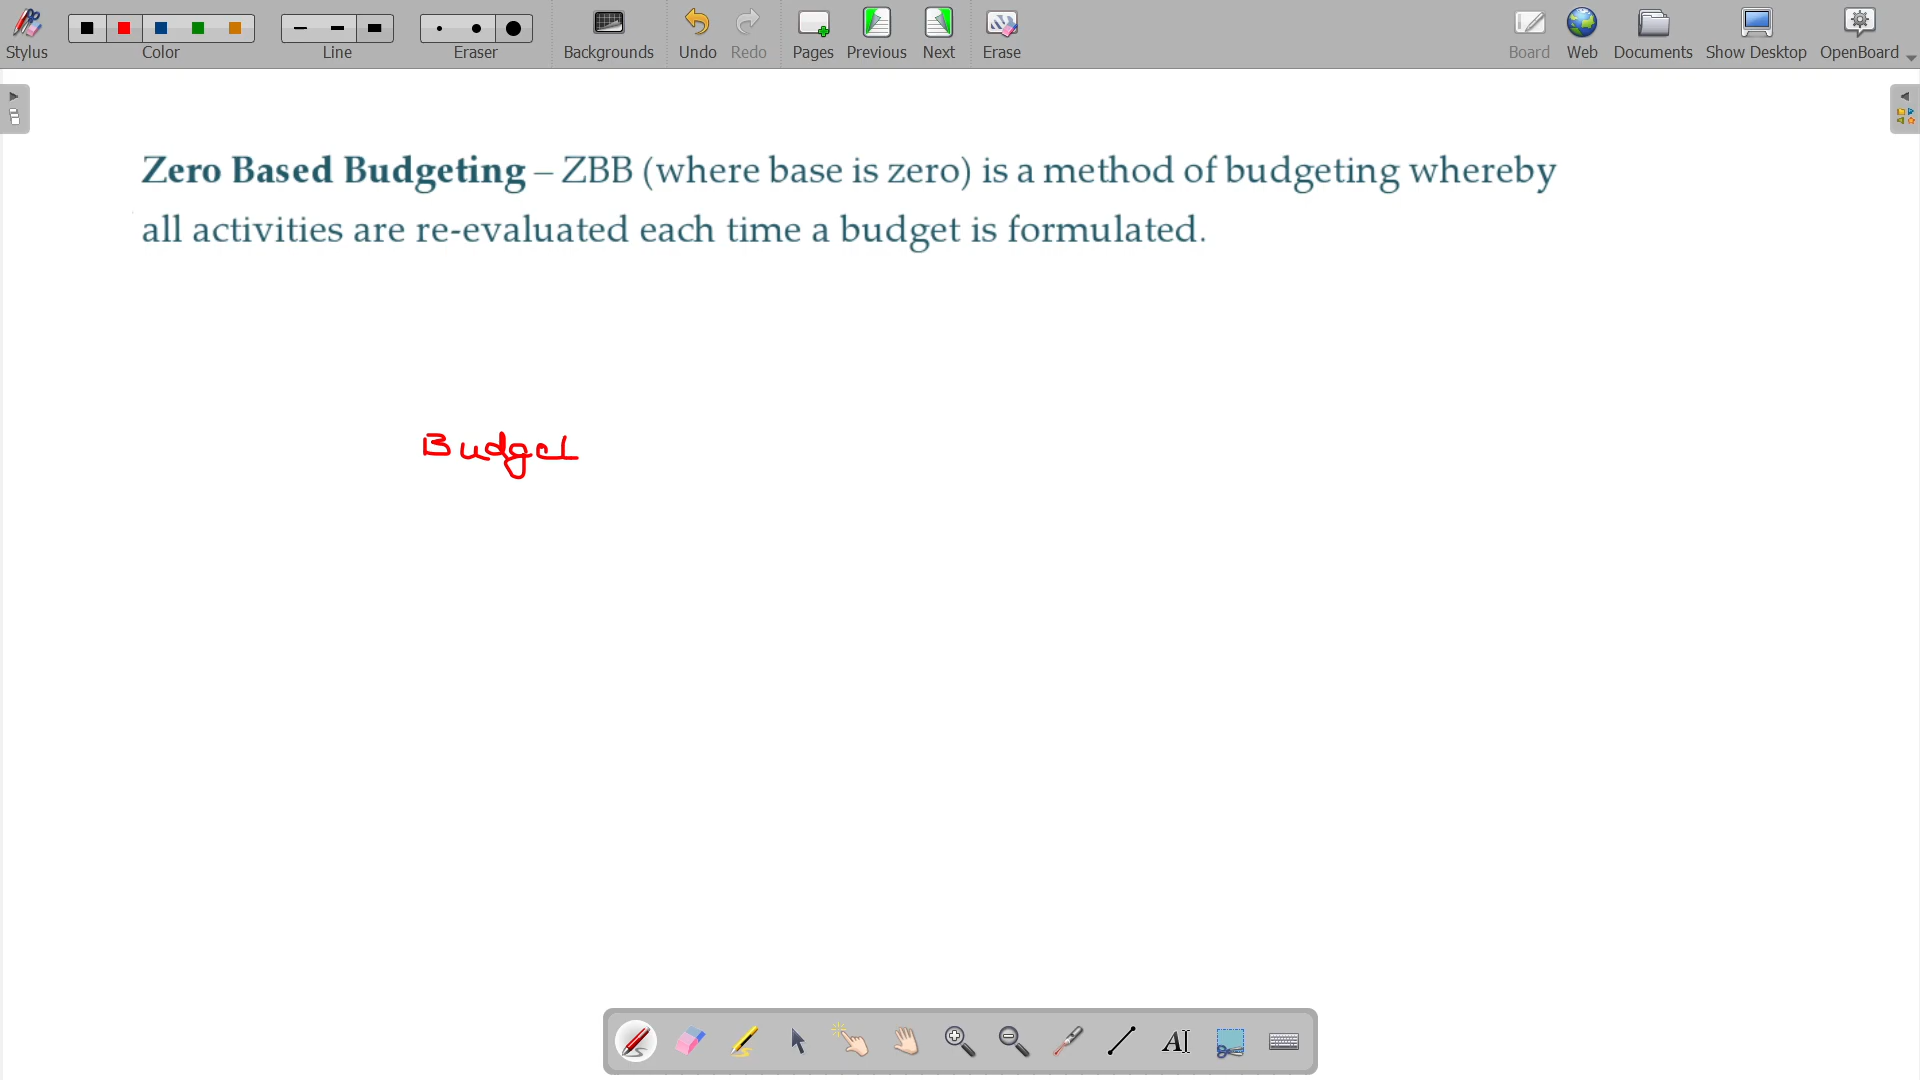 Stylus Color Line Eraser Backgrounds Undo Redo Pages Previous Next Erase Board Web Documents Show Desktop OpenBoard
Zero Based Budgeting – ZBB (where base is zero) is a method of budgeting whereby
all activities are re-evaluated each time a budget is formulated.
Budget